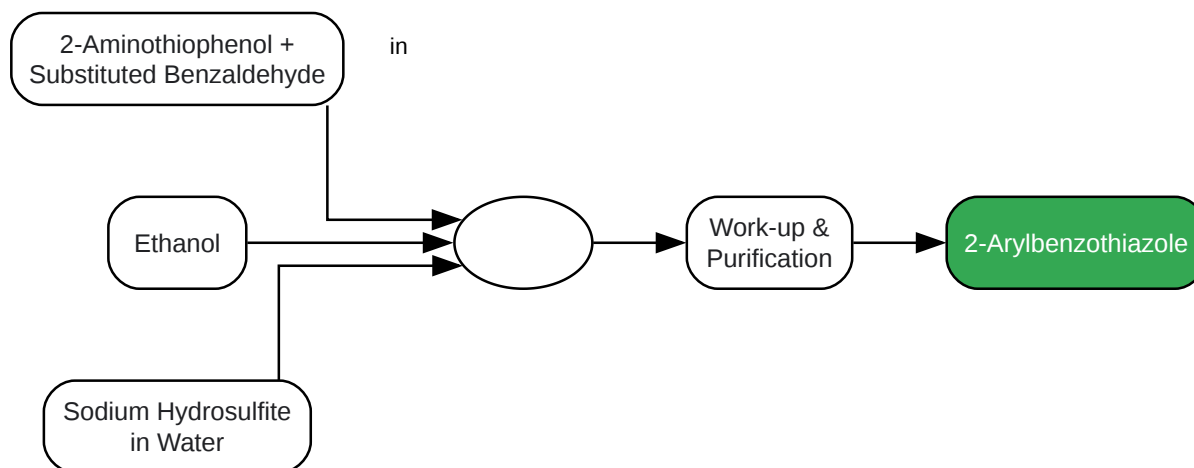 2-Aminothiophenol +
Substituted Benzaldehyde
in
Ethanol
Work-up &
Purification
2-Arylbenzothiazole
Sodium Hydrosulfite
in Water